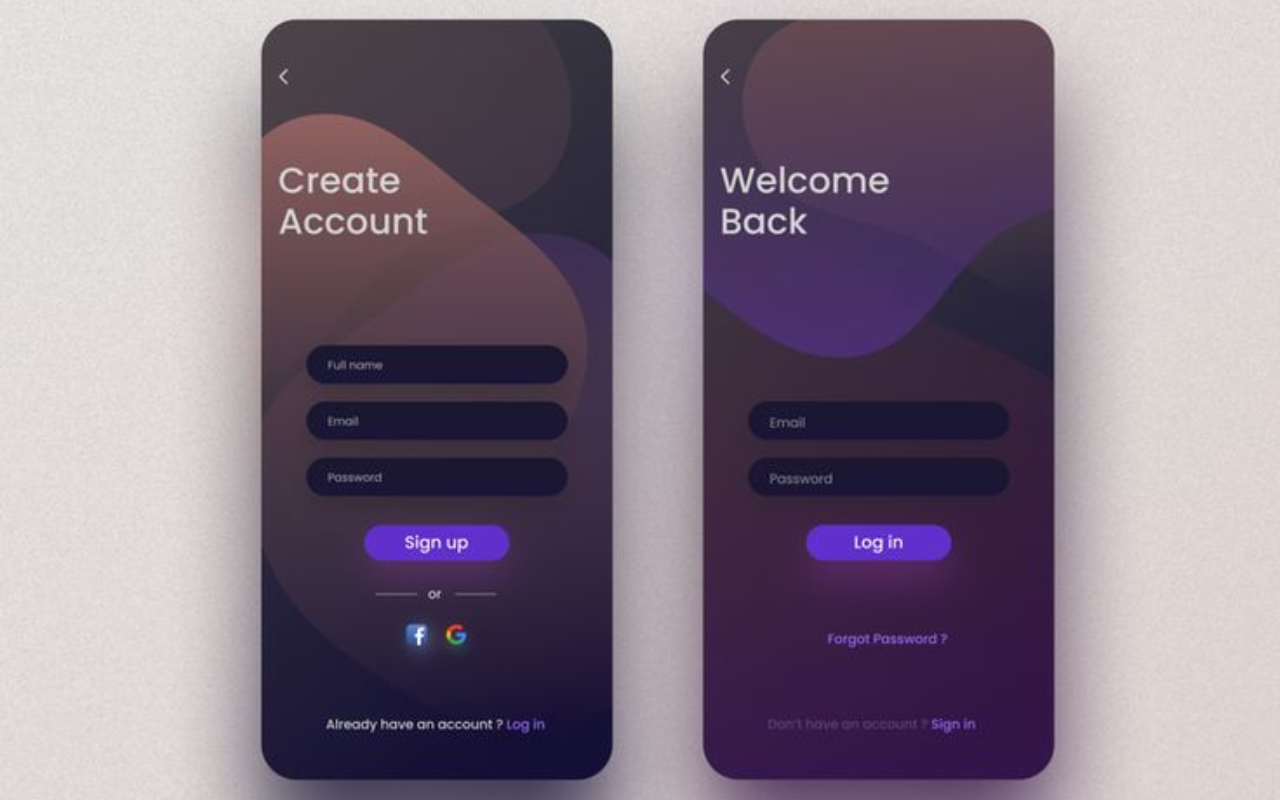 Create
Account
Full name
Email
Password
Sign up
or
Already have an account ? Log in
Welcome
Back
Email
Password
Log in
Forgot Password ?
Don't have an account ? Sign in